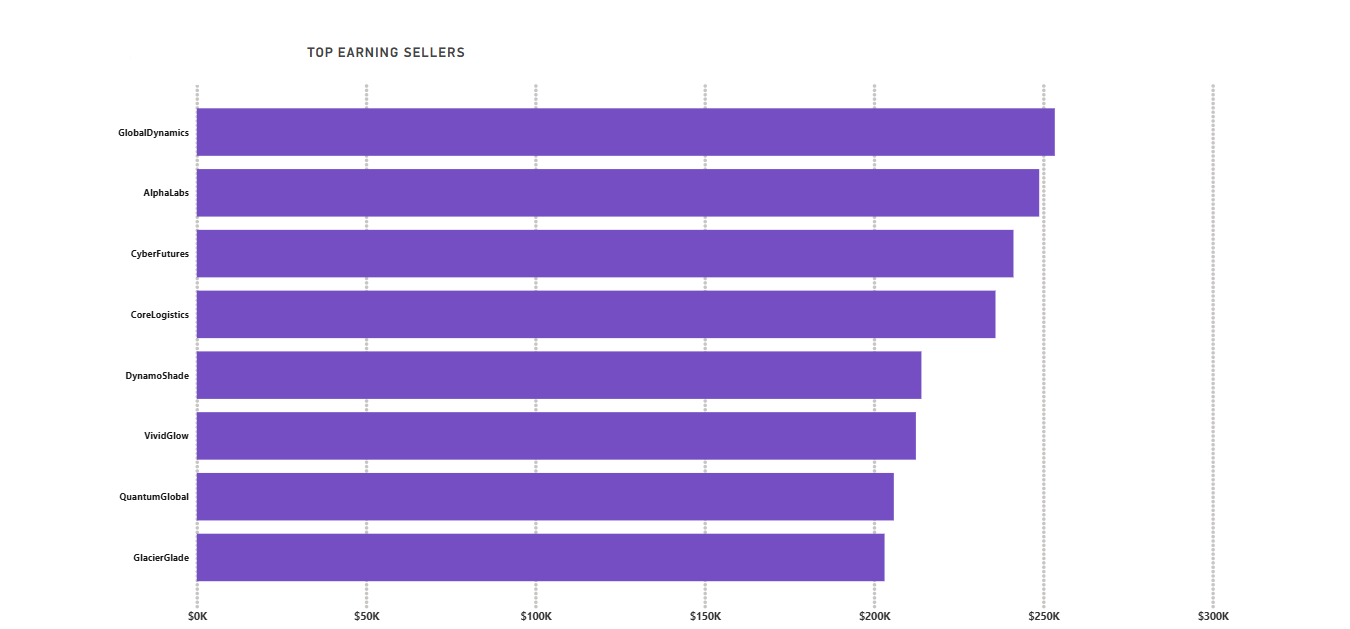 TOP EARNING SELLERS
GlobalDynamics
AlphaLabs
CyberFutures
CoreLogistics
DynamoShade
VividGlow
QuantumGlobal
GlacierGlade
$0K $50K $100K $150K $200K $250K $300K